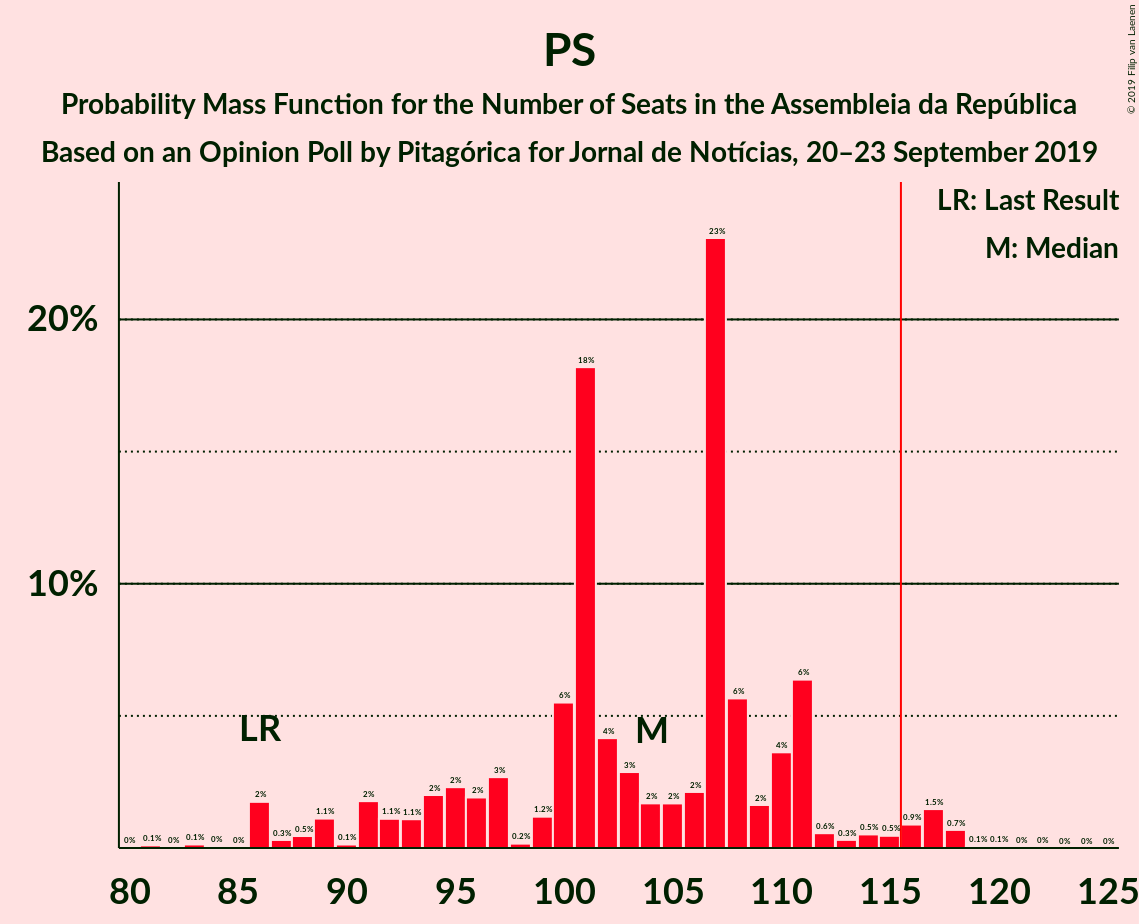 PS
Probability Mass Function for the Number of Seats in the Assembleia da República
Based on an Opinion Poll by Pitagórica for Jornal de Notícias, 20–23 September 2019
© 2019 Filip van Laenen
LR: Last Result
M: Median
20%
10%
LR
M
0% 0.1% 0% 0.1% 0% 0% 2% 0.3% 0.5% 1.1% 0.1% 2% 1.1% 1.1% 2% 2% 2% 3% 0.2% 1.2% 6% 18% 4% 3% 2% 2% 2% 23% 6% 2% 4% 6% 0.6% 0.3% 0.5% 0.5% 0.9% 1.5% 0.7% 0.1% 0.1% 0% 0% 0% 0% 0%
80 85 90 95 100 105 110 115 120 125